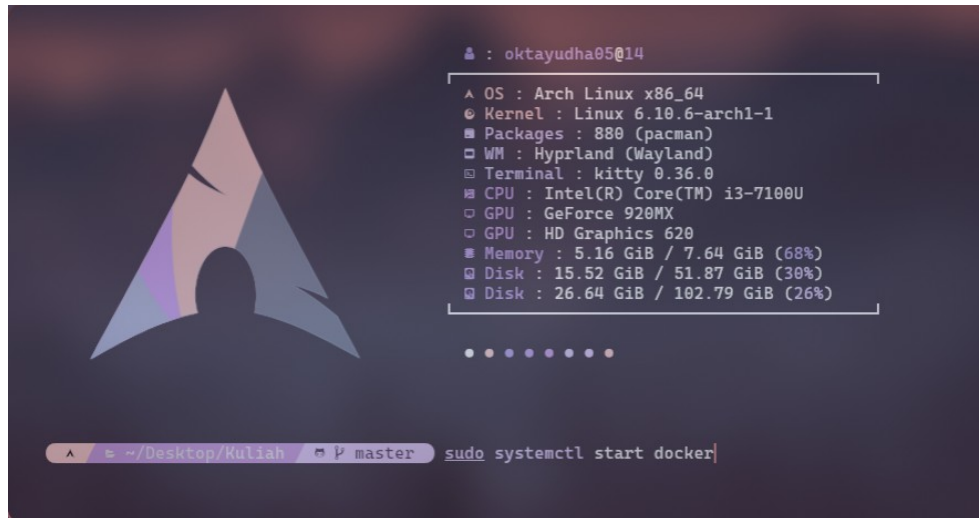 : oktayudha05@14
OS : Arch Linux x86_64
Kernel : Linux 6.10.6-arch1-1
Packages : 880 (pacman)
WM : Hyprland (Wayland)
Terminal : kitty 0.36.0
CPU : Intel(R) Core(TM) i3-7100U
GPU : GeForce 920MX
GPU : HD Graphics 620
Memory : 5.16 GiB / 7.64 GiB (68%)
Disk : 15.52 GiB / 51.87 GiB (30%)
Disk : 26.64 GiB / 102.79 GiB (26%)
~/Desktop/Kuliah master sudo systemctl start docker